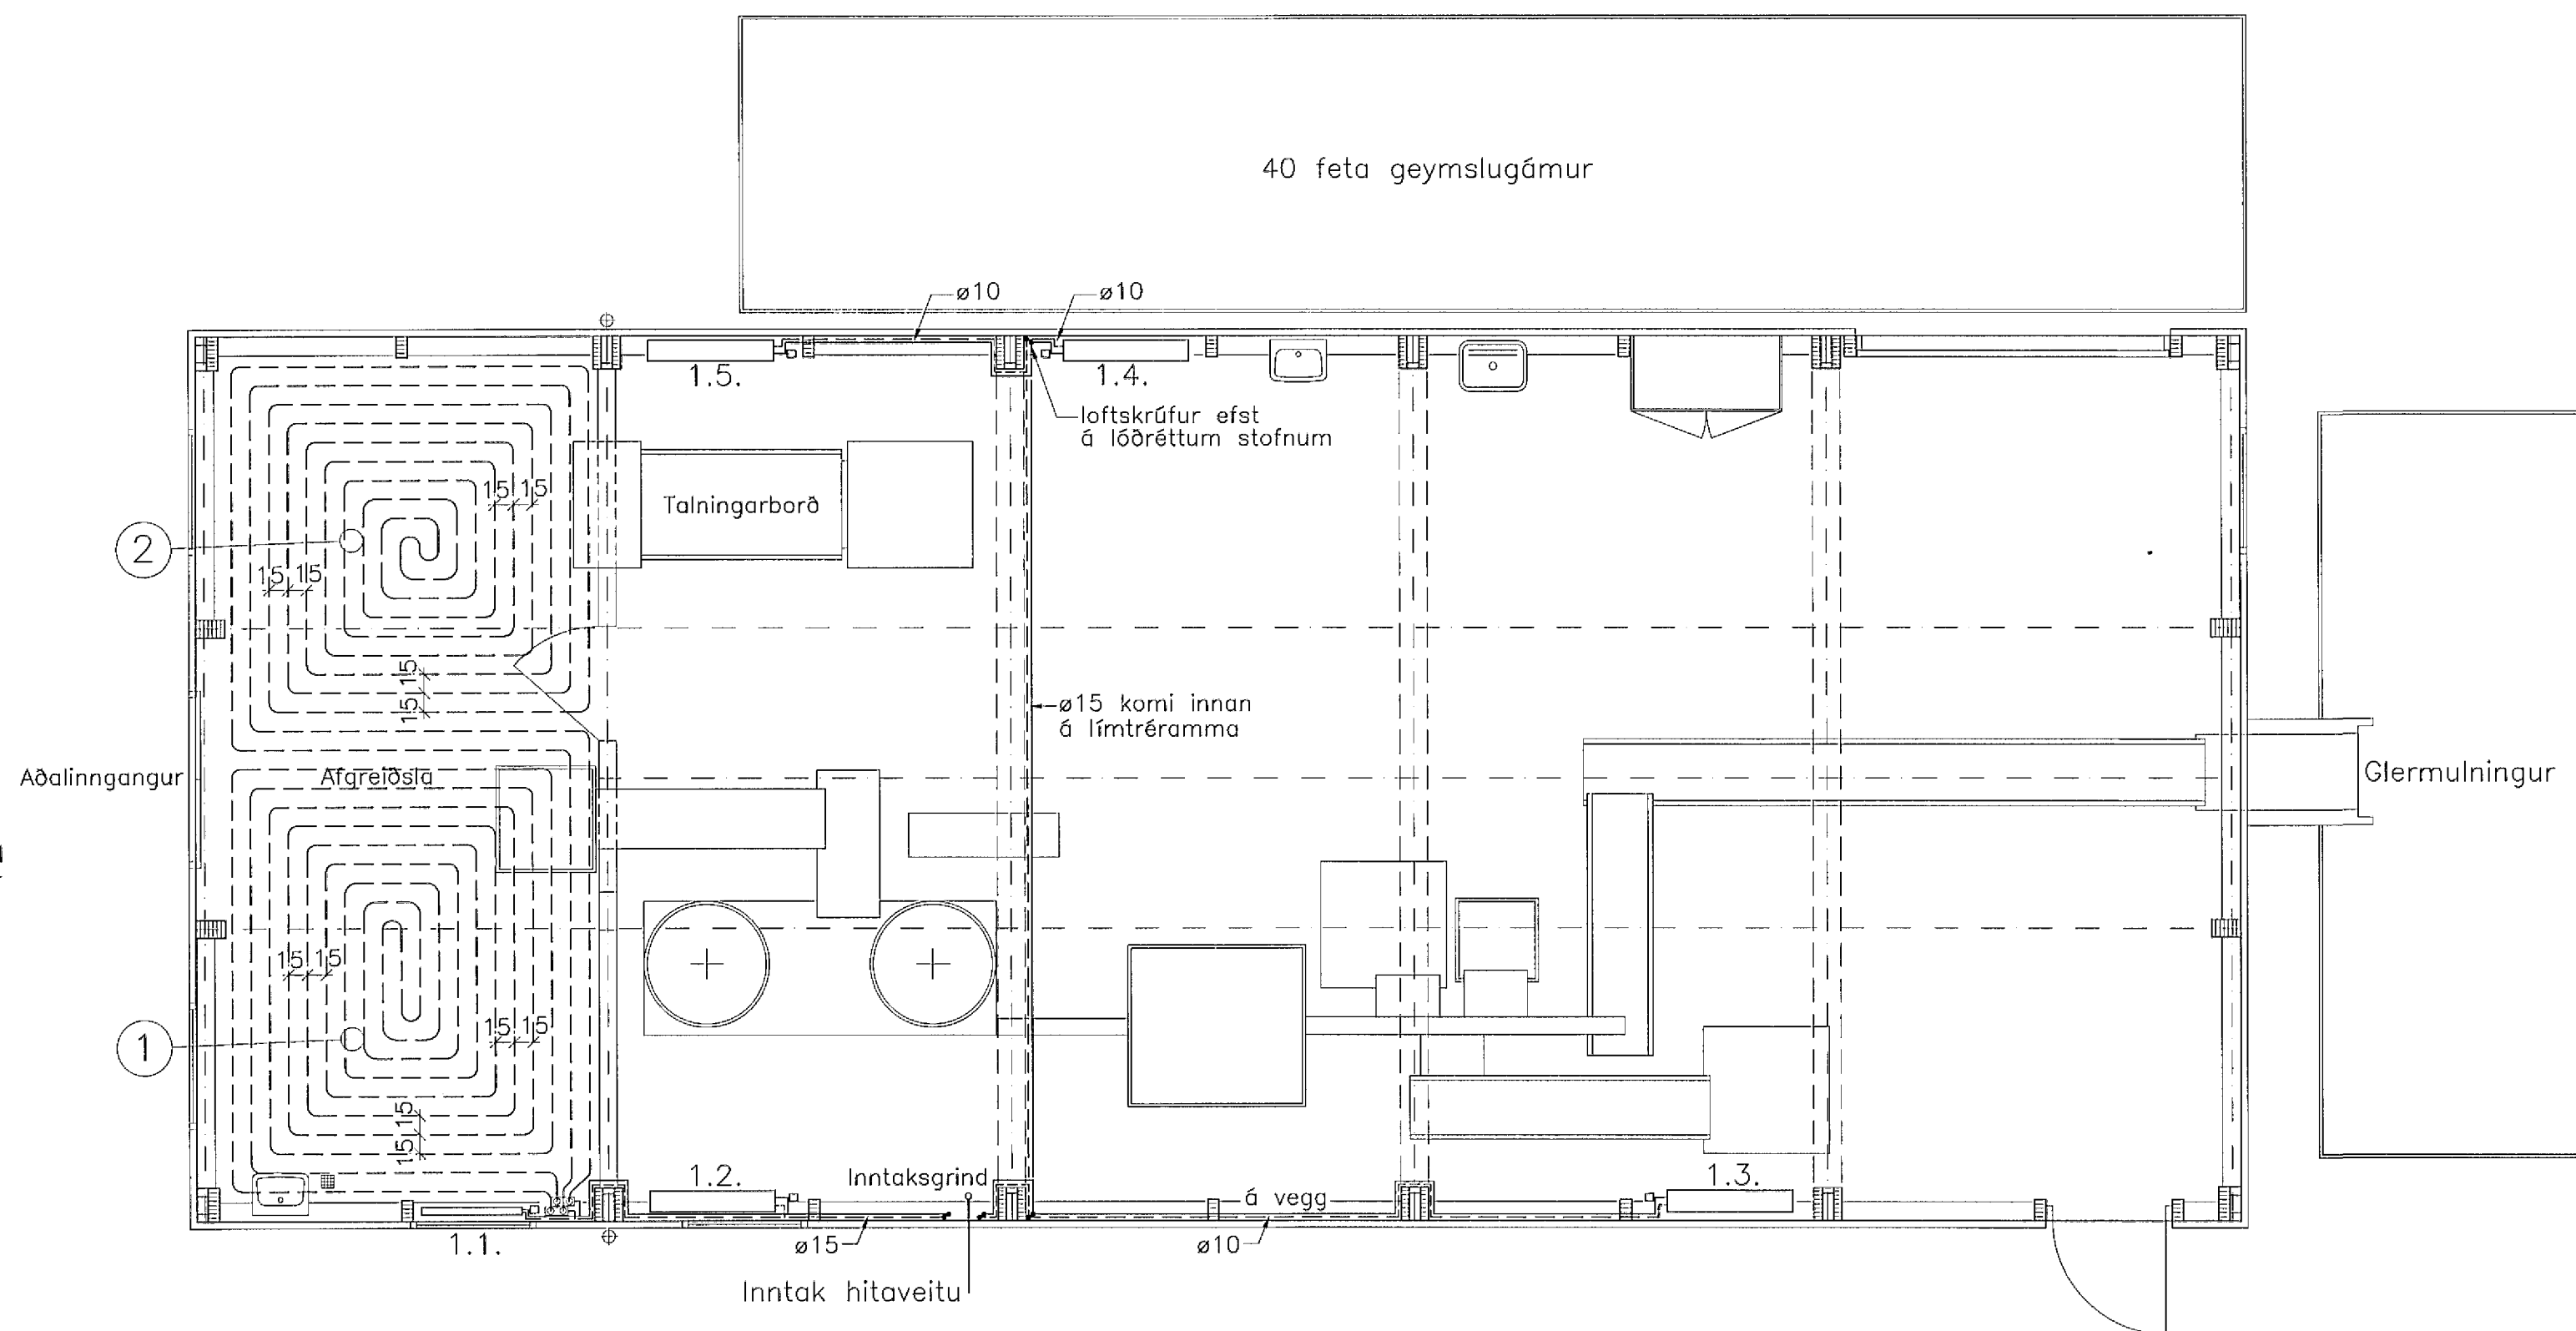 40 feta geymslugámur
ø10
ø10
1.5.
1.4.
loftskrúfur efst
á lóðréttum stofnum
15 15
Talningarborð
2
15 15
15
15
ø15 komi innan
á límtréramma
Aðalinngangur
Afgreiðsla
Glermulningur
15 15
15 15
1
15
15
1.2.
Inntaksgrind
1.3.
á vegg
1.1.
ø15
ø10
Inntak hitaveitu